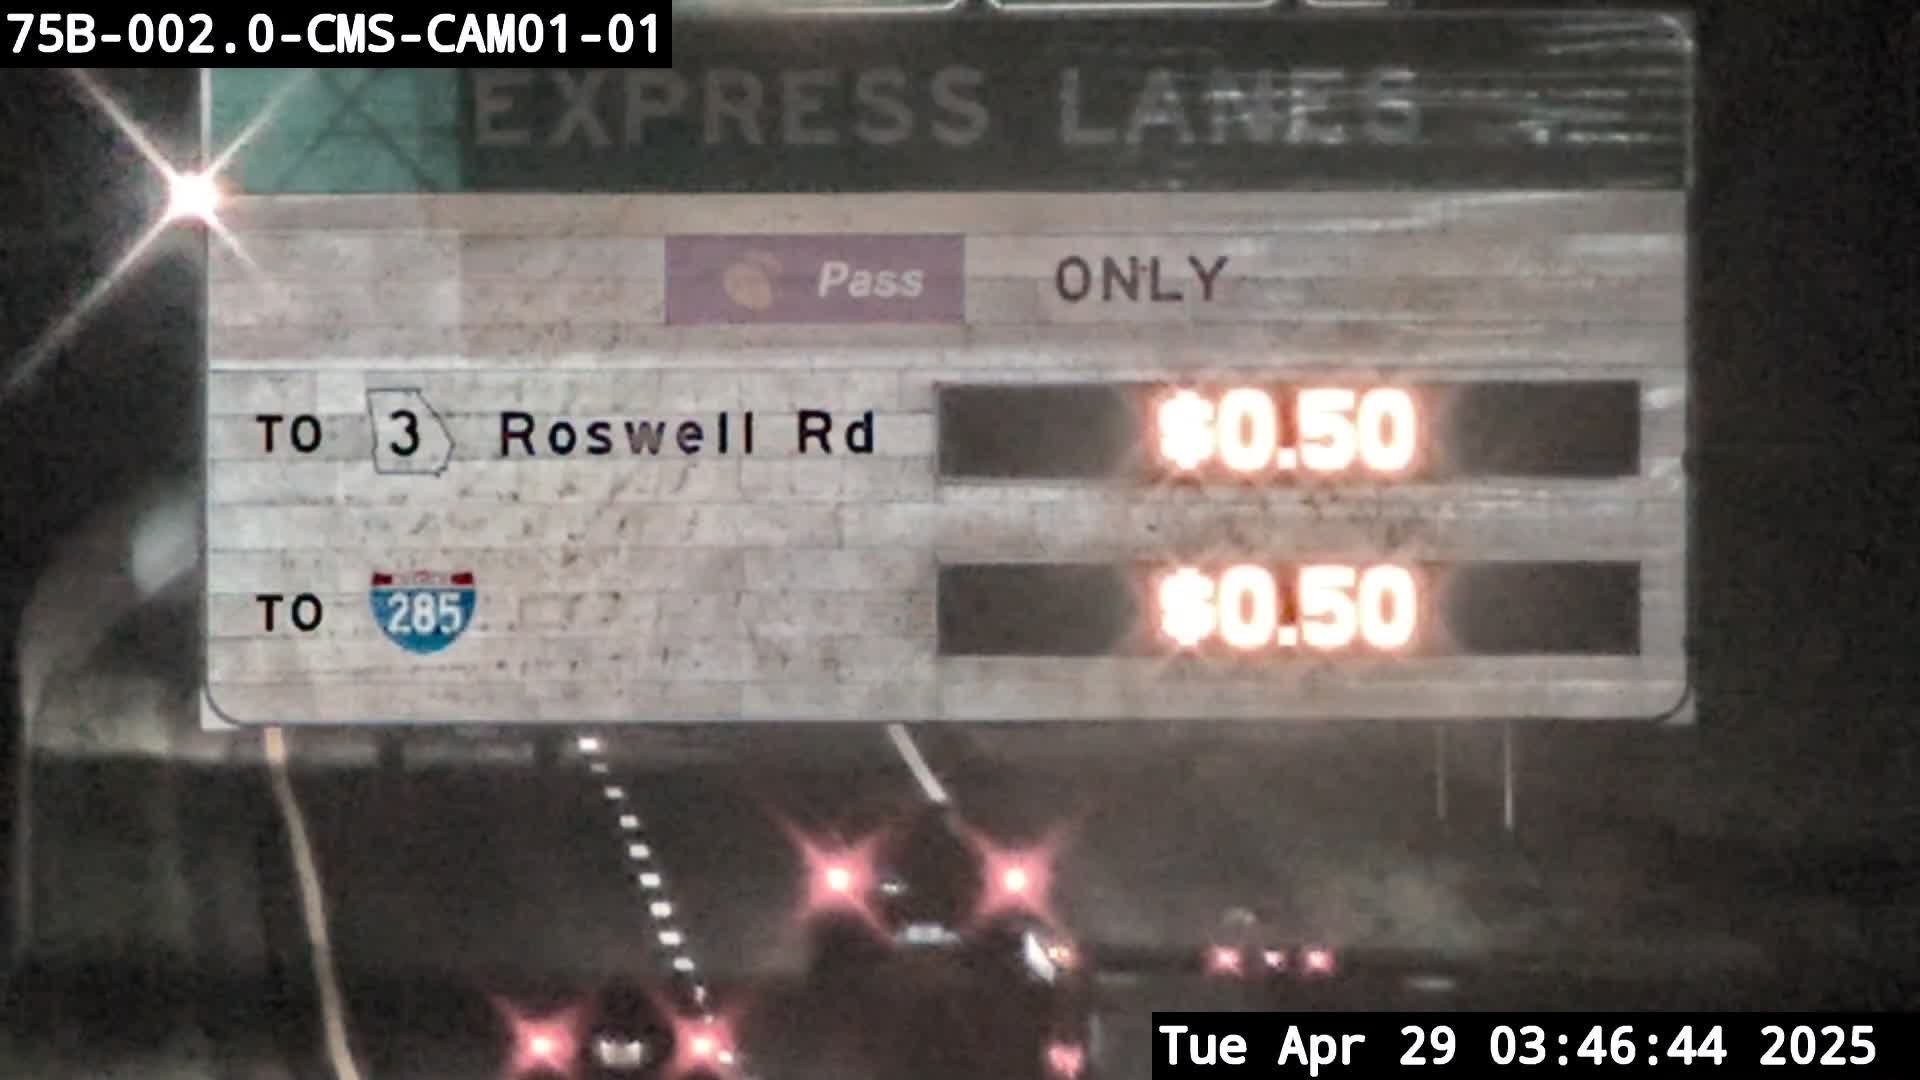 75B-002.0-CMS-CAM01-01
EXPRESS LANES
Pass ONLY
TO 3 Roswell Rd $0.50
TO 285 $0.50
Tue Apr 29 03:46:44 2025